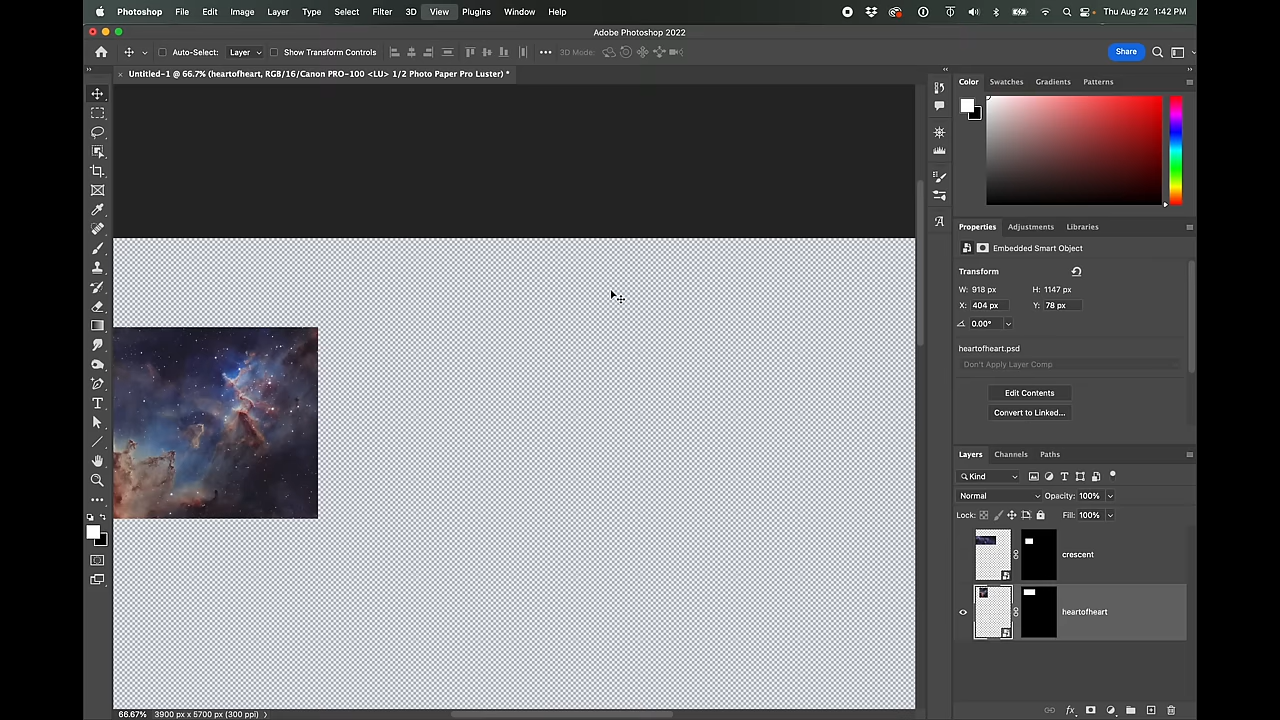 Photoshop File Edit Image Layer Type Select Filter 3D View Plugins Window Help Thu Aug 22 1:42 PM
Adobe Photoshop 2022
Auto-Select: Layer Show Transform Controls 3D Mode: Share
Untitled-1 @ 66.7% (heartofheart, RGB/16/Canon PRO-100 <LU> 1/2 Photo Paper Pro Luster) *
Color Swatches Gradients Patterns
Properties Adjustments Libraries
Embedded Smart Object
Transform
W: 918 px H: 1147 px
X: 404 px Y: 78 px
0.00°
heartofheart.psd
Don't Apply Layer Comp
Edit Contents
Convert to Linked...
Layers Channels Paths
Kind
Normal Opacity: 100%
Lock: Fill: 100%
crescent
heartofheart
66.67% 3900 px x 5700 px (300 ppi)